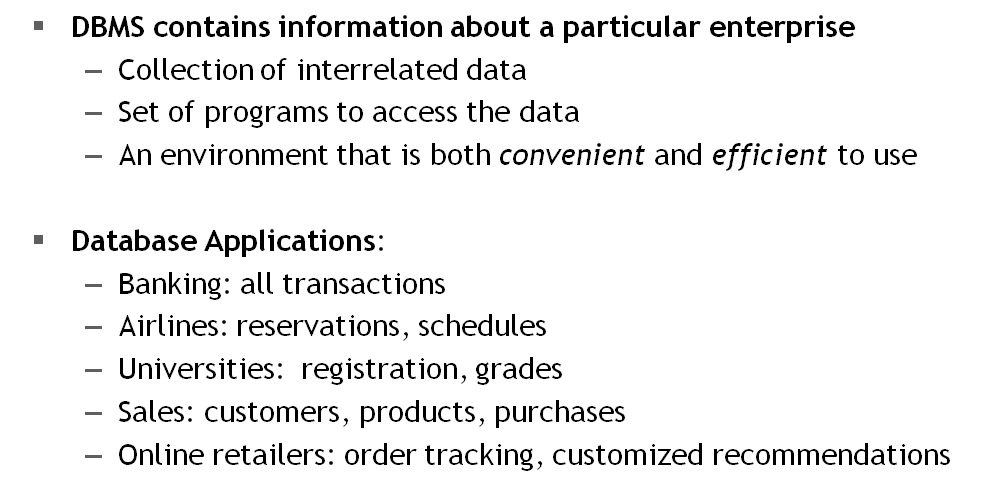 ▪ DBMS contains information about a particular enterprise
– Collection of interrelated data
– Set of programs to access the data
– An environment that is both convenient and efficient to use
▪ Database Applications:
– Banking: all transactions
– Airlines: reservations, schedules
– Universities:  registration, grades
– Sales: customers, products, purchases
– Online retailers: order tracking, customized recommendations